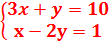 3x + y = 10
x - 2y = 1